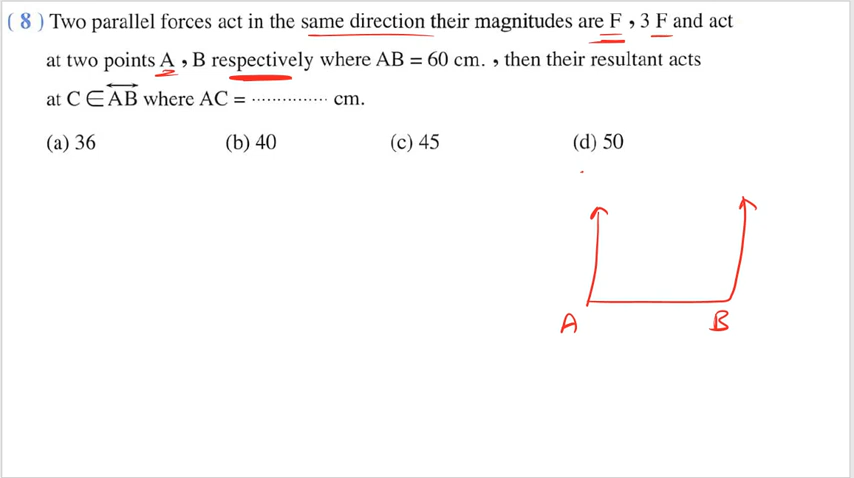 ( 8 ) Two parallel forces act in the same direction their magnitudes are F , 3 F and act
at two points A , B respectively where AB = 60 cm. , then their resultant acts
at C ∈ AB where AC = ............... cm.
(a) 36 (b) 40 (c) 45 (d) 50
A B